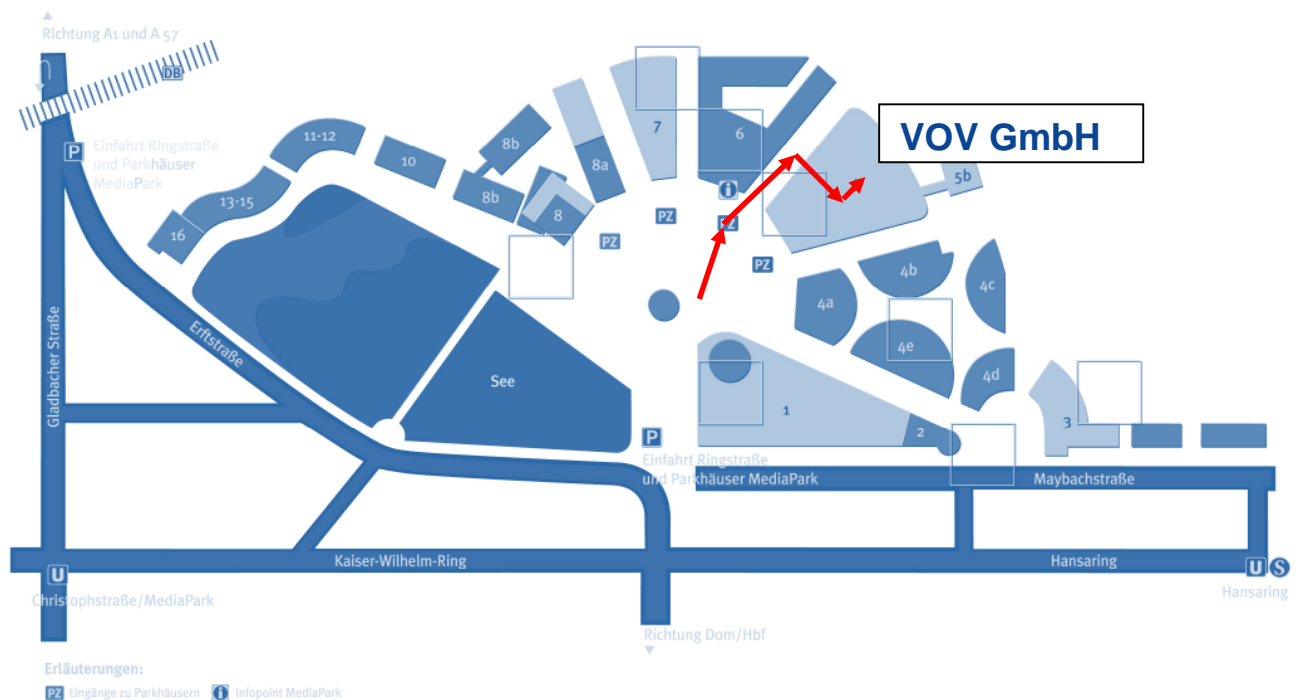 Richtung A1 und A 57
DB
P
Einfahrt Ringstraße
und Parkhäuser
MediaPark
11-12
10
13-15
16
8b
8b
8a
8
7
6
VOV GmbH
5b
i
PZ
PZ
PZ
PZ
4a
4b
4c
4e
4d
Gladbacher Straße
Erftstraße
See
1
2
3
P
Einfahrt Ringstraße
und Parkhäuser MediaPark
Maybachstraße
Kaiser-Wilhelm-Ring
Hansaring
U
Christophstraße/MediaPark
U S
Hansaring
Richtung Dom/Hbf
Erläuterungen:
PZ Eingänge zu Parkhäusern i Infopoint MediaPark